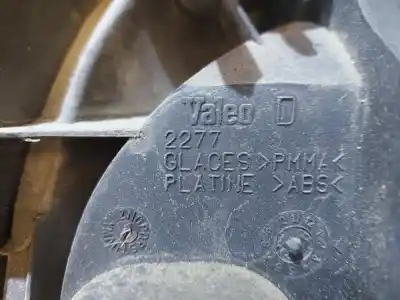 Valeo D
2277
GLACES >PMMA<
PLATINE >ABS<